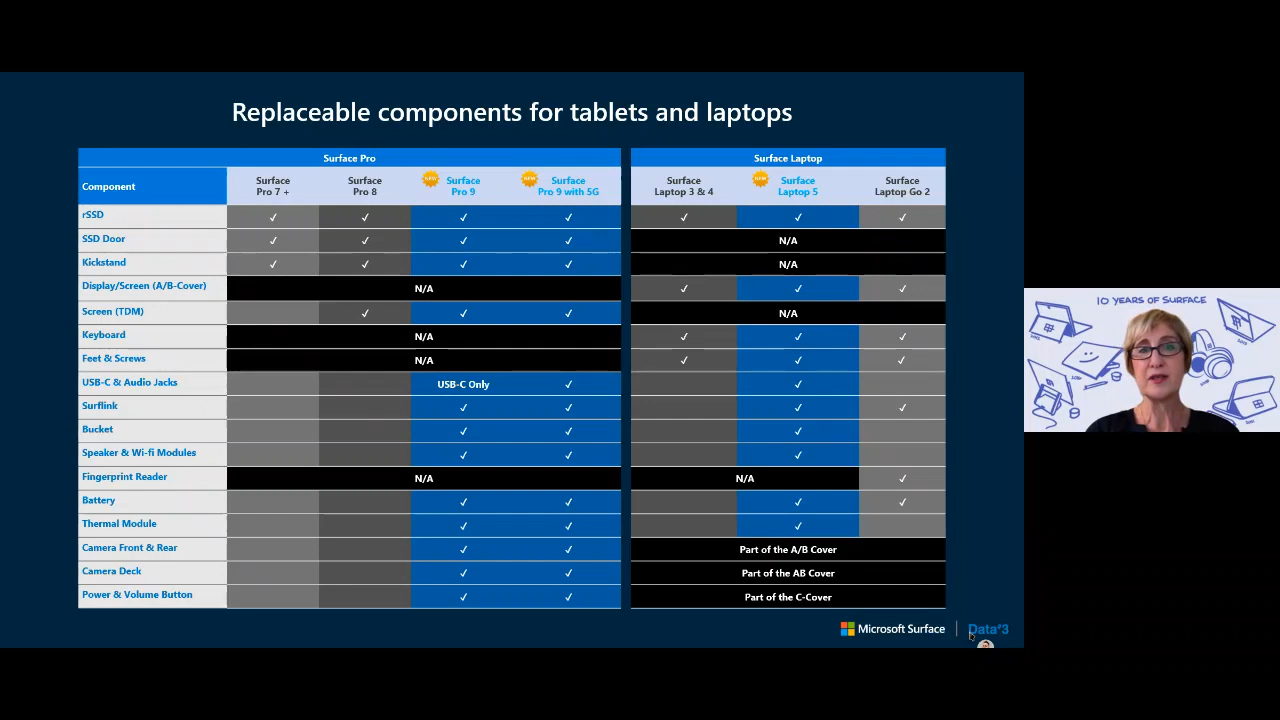 Replaceable components for tablets and laptops
Surface Pro
Surface Laptop
Component
Surface
Pro 7 +
Surface
Pro 8
NEW
Surface
Pro 9
NEW
Surface
Pro 9 with 5G
Surface
Laptop 3 & 4
NEW
Surface
Laptop 5
Surface
Laptop Go 2
rSSD ✓ ✓ ✓ ✓ ✓ ✓ ✓
SSD Door ✓ ✓ ✓ ✓ N/A
Kickstand ✓ ✓ ✓ ✓ N/A
Display/Screen (A/B-Cover) N/A ✓ ✓ ✓
Screen (TDM) ✓ ✓ ✓ N/A
Keyboard N/A ✓ ✓ ✓
Feet & Screws N/A ✓ ✓ ✓
USB-C & Audio Jacks USB-C Only ✓ ✓
Surflink ✓ ✓ ✓ ✓
Bucket ✓ ✓ ✓
Speaker & Wi-fi Modules ✓ ✓ ✓
Fingerprint Reader N/A N/A ✓
Battery ✓ ✓ ✓ ✓
Thermal Module ✓ ✓ ✓
Camera Front & Rear ✓ ✓ Part of the A/B Cover
Camera Deck ✓ ✓ Part of the AB Cover
Power & Volume Button ✓ ✓ Part of the C-Cover
Microsoft Surface
Data#3
10 YEARS OF SURFACE